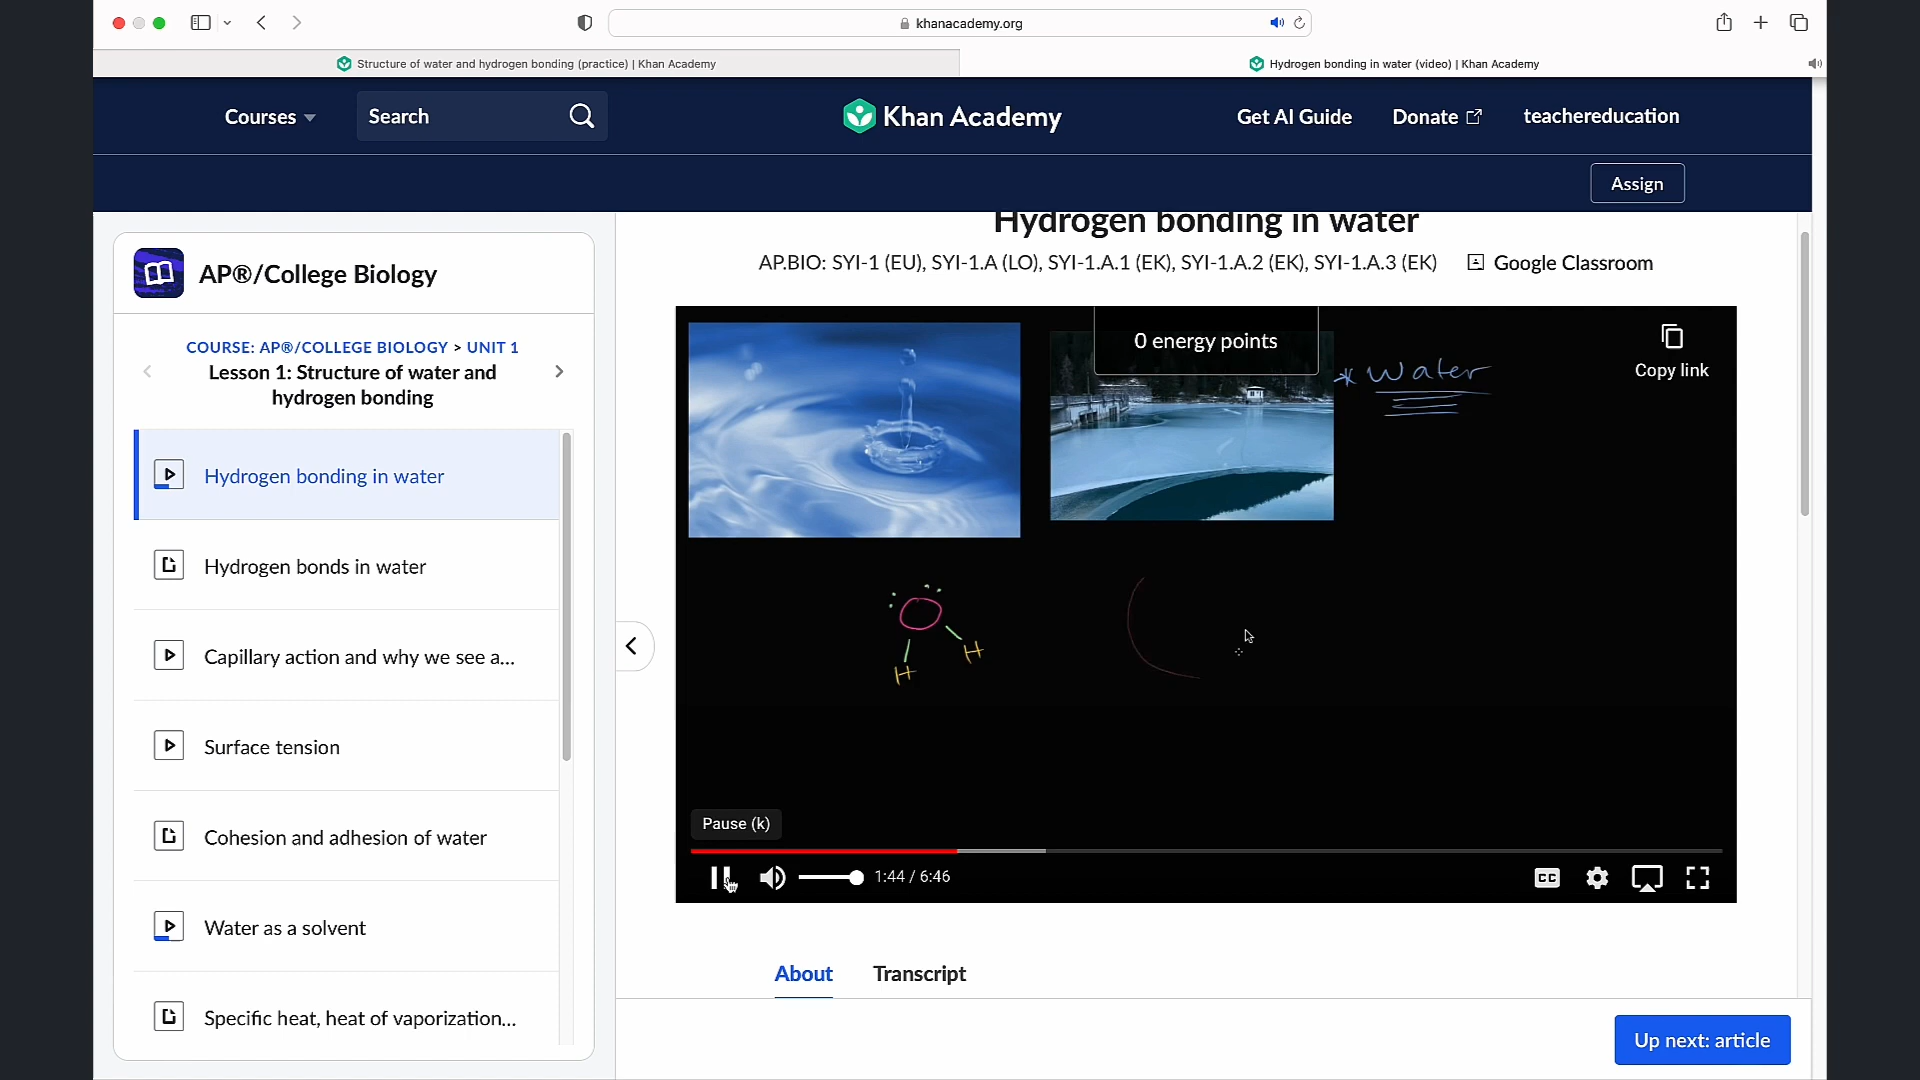 khanacademy.org
Structure of water and hydrogen bonding (practice) | Khan Academy
Hydrogen bonding in water (video) | Khan Academy
Courses
Search
Khan Academy
Get AI Guide
Donate
teachereducation
Assign
AP®/College Biology
COURSE: AP®/COLLEGE BIOLOGY > UNIT 1
Lesson 1: Structure of water and
hydrogen bonding
Hydrogen bonding in water
Hydrogen bonds in water
Capillary action and why we see a...
Surface tension
Cohesion and adhesion of water
Water as a solvent
Specific heat, heat of vaporization...
Hydrogen bonding in water
AP.BIO: SYI-1 (EU), SYI-1.A (LO), SYI-1.A.1 (EK), SYI-1.A.2 (EK), SYI-1.A.3 (EK)
Google Classroom
0 energy points
* Water
Copy link
H
H
Pause (k)
1:44 / 6:46
CC
About
Transcript
Up next: article